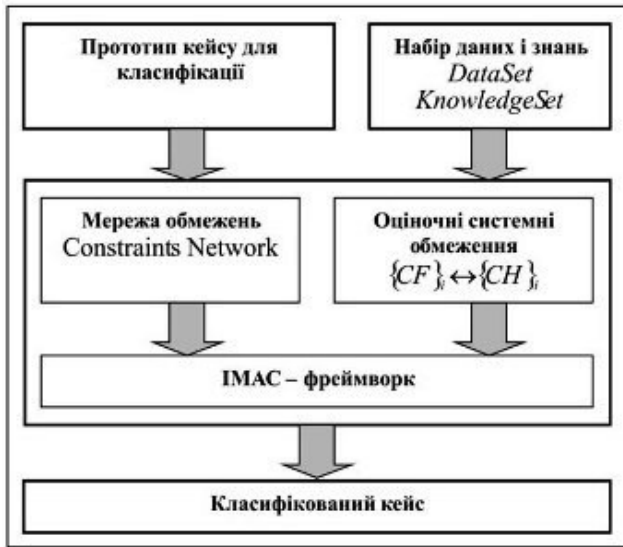 Прототип кейсу для
класифікації
Набір даних і знань
DataSet
KnowledgeSet
Мережа обмежень
Constraints Network
Оціночні системні
обмеження
{CF}i ↔ {CH}i
ІМАС – фреймворк
Класифікований кейс